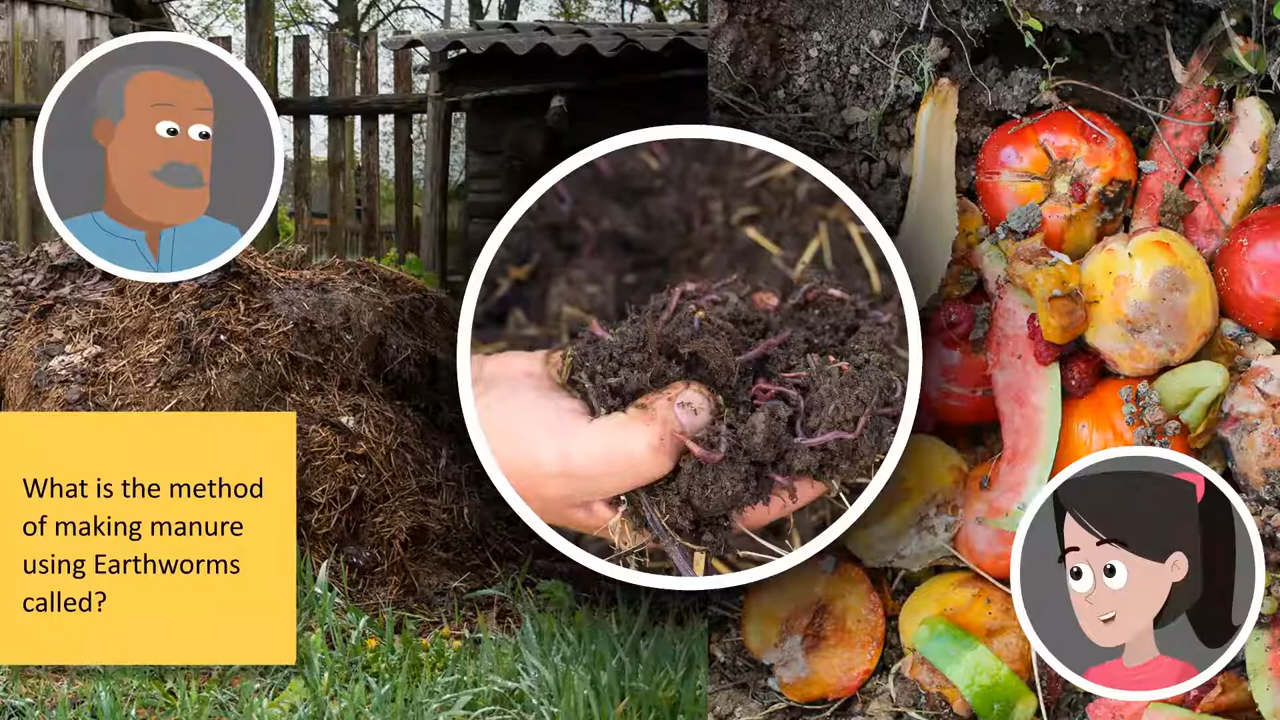 What is the method
of making manure
using Earthworms
called?